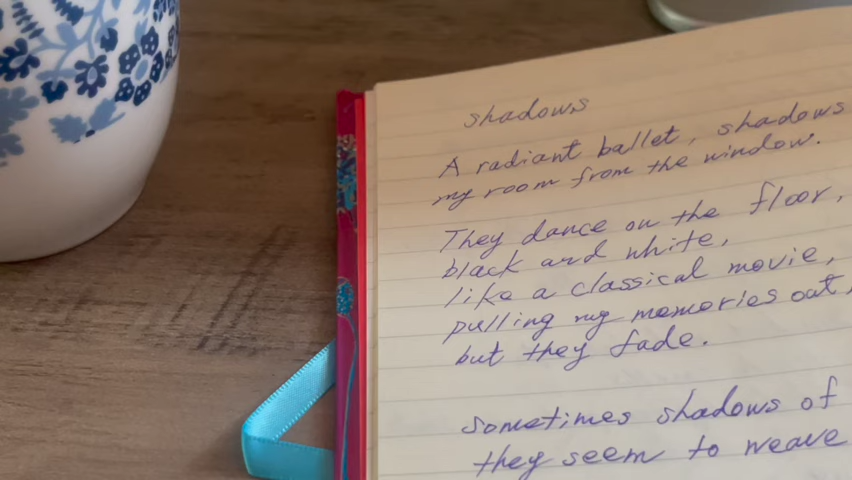 shadows
A radiant ballet, shadows
my room from the window.
They dance on the floor,
black and white,
like a classical movie,
pulling my memories out,
but they fade.
Sometimes shadows of
they seem to weave